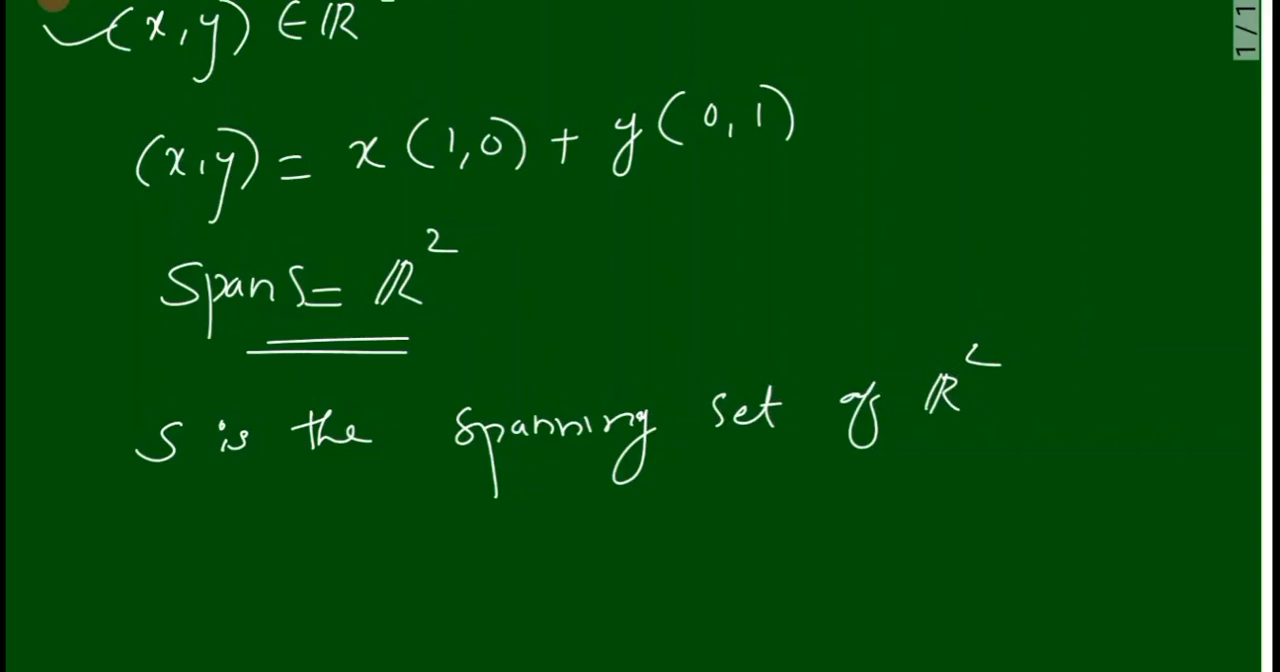 (x,y) ∈ ℝ
(x,y) = x(1,0) + y(0,1)
Span S = ℝ²
S is the spanning set of ℝ²
1/1